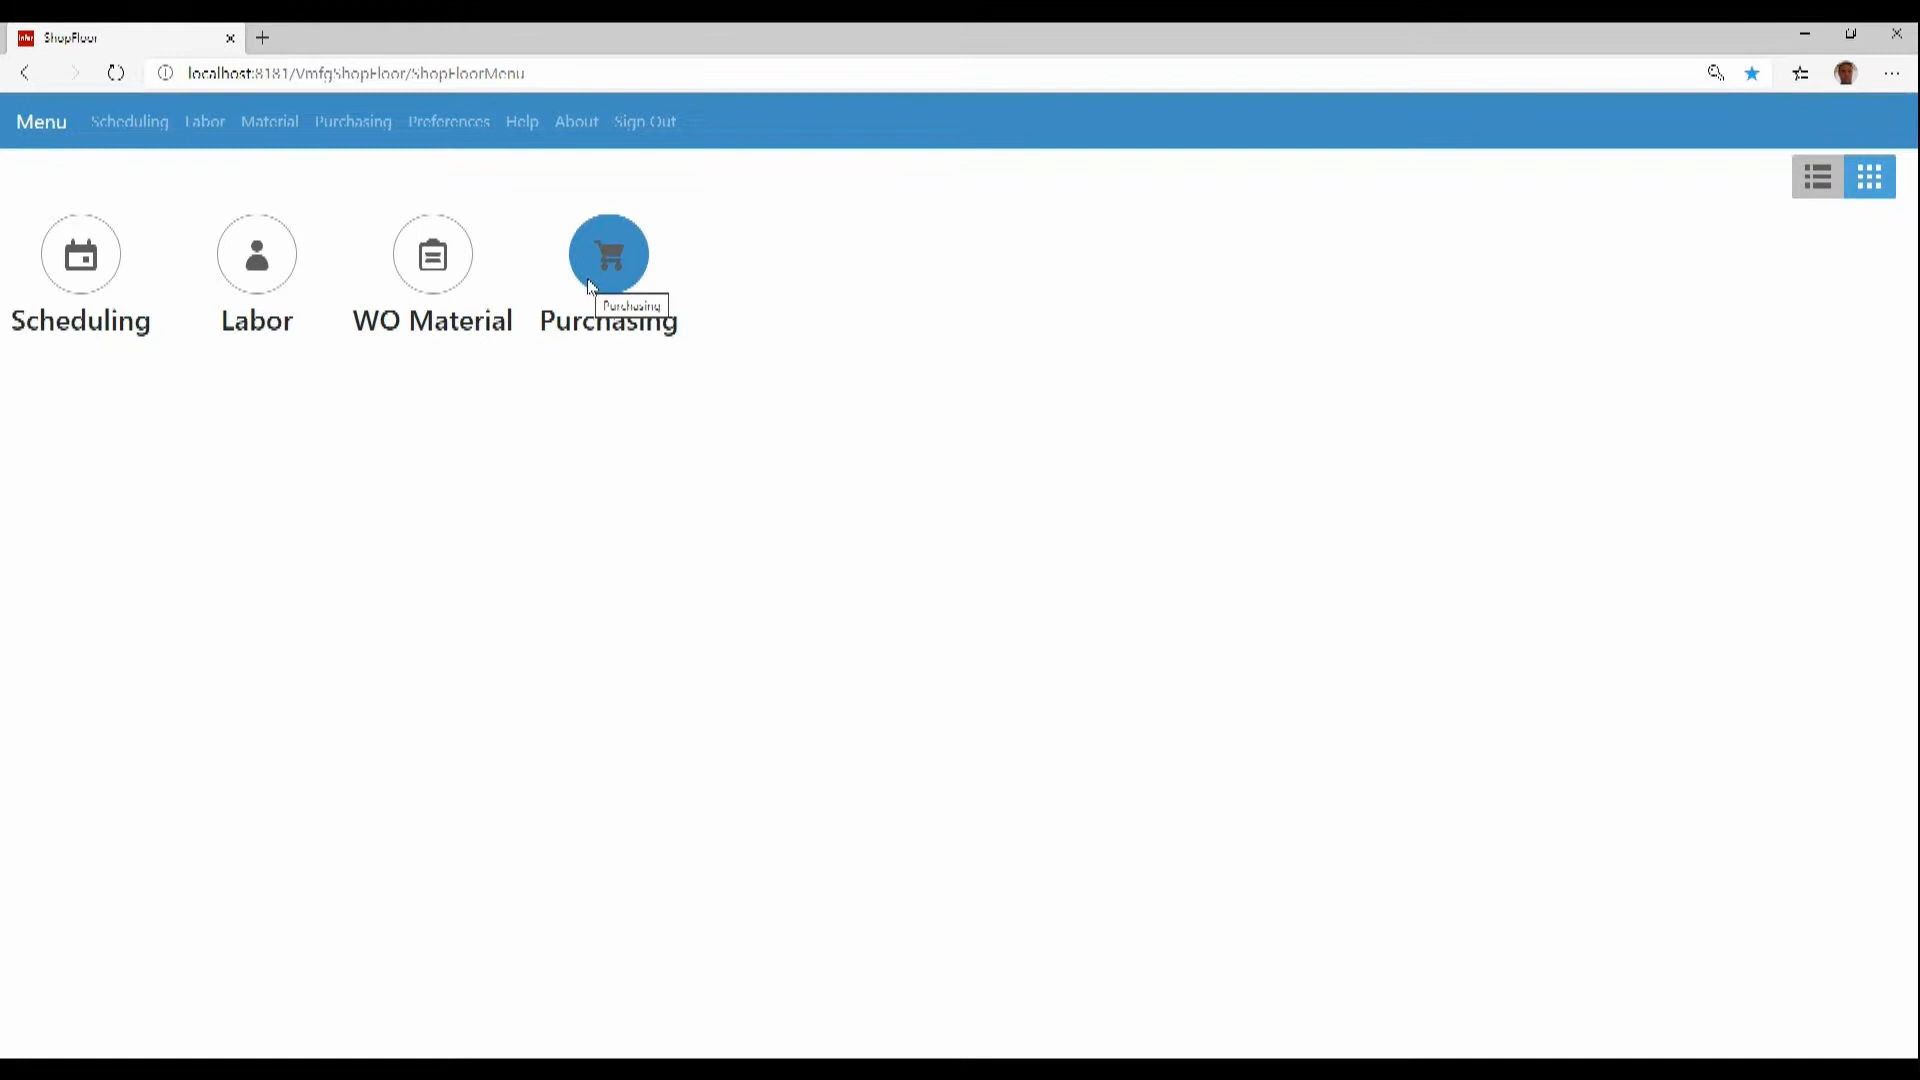 infor ShopFloor
localhost:8181/VmfgShopFloor/ShopFloorMenu
Menu Scheduling Labor Material Purchasing Preferences Help About Sign Out
Scheduling Labor WO Material Purchasing
Purchasing